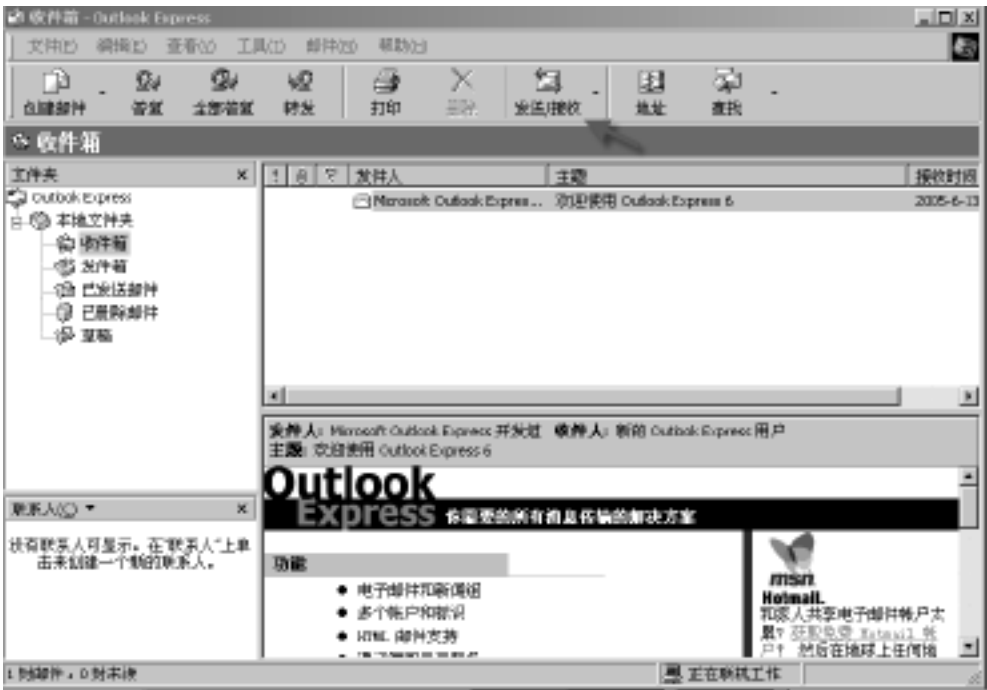 收件箱 - Outlook Express
文件(F) 编辑(E) 查看(V) 工具(T) 邮件(M) 帮助(H)
创建邮件 答复 全部答复 转发 打印 删除 发送/接收 地址 查找
收件箱
文件夹
! 发件人 主题 接收时间
Outlook Express
Microsoft Outlook Expres... 欢迎使用 Outlook Express 6 2005-6-13
本地文件夹
收件箱
发件箱
已发送邮件
已删除邮件
草稿
发件人: Microsoft Outlook Express 开发组 收件人: 新的 Outlook Express 用户
主题: 欢迎使用 Outlook Express 6
Outlook
Express 你需要的所有消息传输的解决方案
联系人(C)
没有联系人可显示。在“联系人”上单
击来创建一个新的联系人。
功能
电子邮件和新闻组
多个帐户和标识
HTML 邮件支持
msn
Hotmail.
和家人共享电子邮件帐户太
累? 获取免费 Hotmail 帐
户! 然后在地球上任何地
1 封邮件，0 封未读
正在联机工作